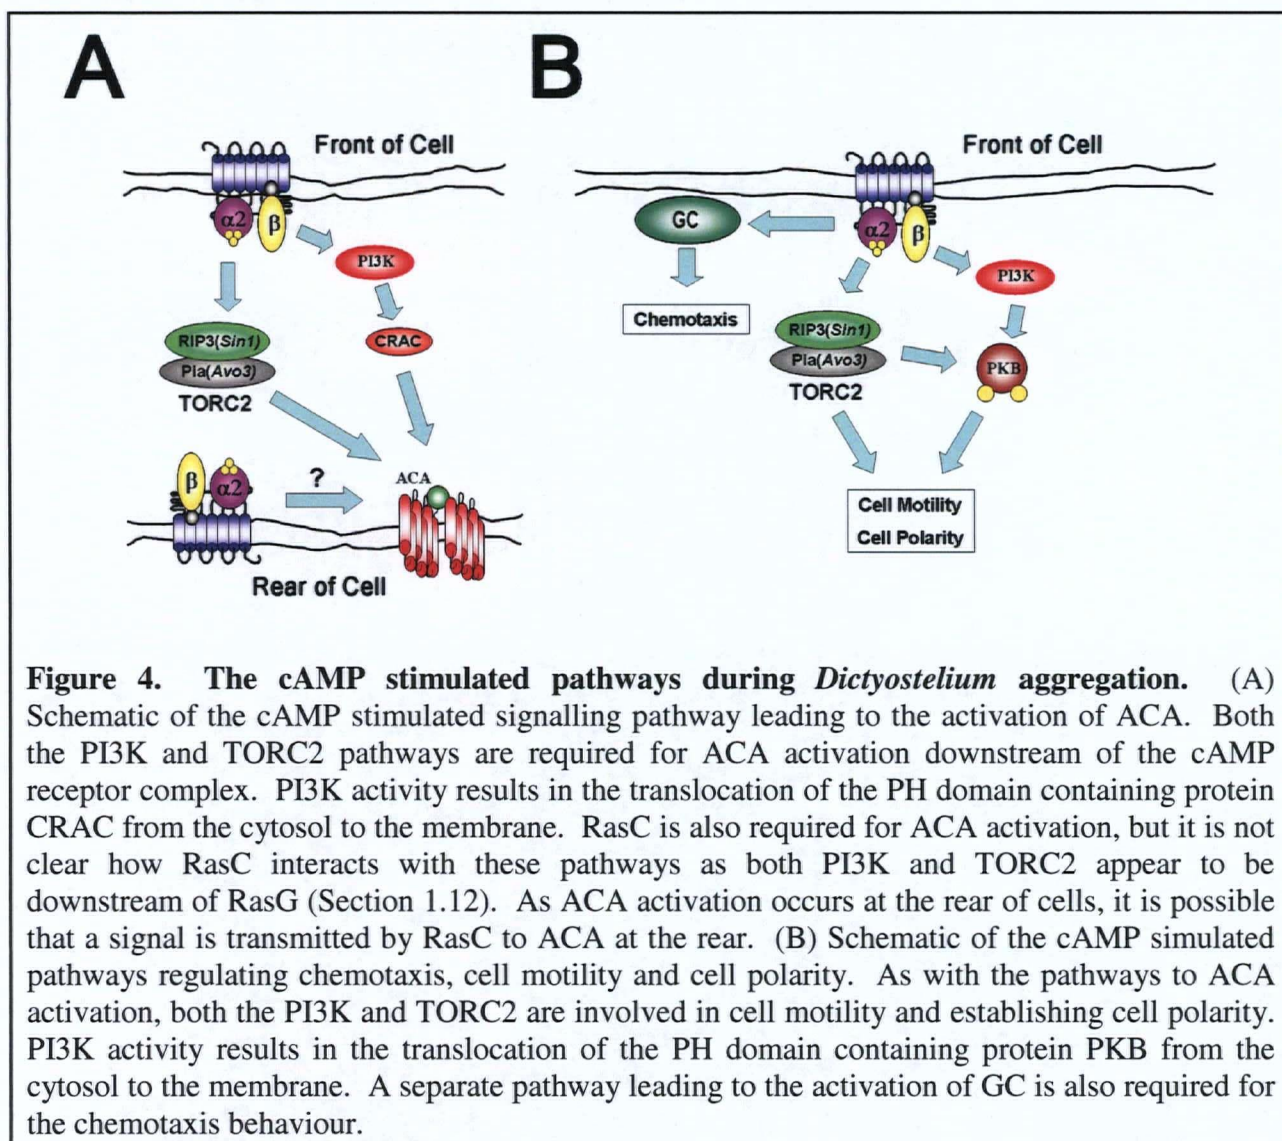 A
B
Front of Cell
α2
β
PI3K
CRAC
RIP3(Sin1)
Pia(Avo3)
TORC2
β
α2
?
ACA
Rear of Cell
Front of Cell
GC
α2
β
PI3K
Chemotaxis
RIP3(Sin1)
Pia(Avo3)
TORC2
PKB
Cell Motility
Cell Polarity
Figure 4. The cAMP stimulated pathways during Dictyostelium aggregation. (A)
Schematic of the cAMP stimulated signalling pathway leading to the activation of ACA. Both
the PI3K and TORC2 pathways are required for ACA activation downstream of the cAMP
receptor complex. PI3K activity results in the translocation of the PH domain containing protein
CRAC from the cytosol to the membrane. RasC is also required for ACA activation, but it is not
clear how RasC interacts with these pathways as both PI3K and TORC2 appear to be
downstream of RasG (Section 1.12). As ACA activation occurs at the rear of cells, it is possible
that a signal is transmitted by RasC to ACA at the rear. (B) Schematic of the cAMP simulated
pathways regulating chemotaxis, cell motility and cell polarity. As with the pathways to ACA
activation, both the PI3K and TORC2 are involved in cell motility and establishing cell polarity.
PI3K activity results in the translocation of the PH domain containing protein PKB from the
cytosol to the membrane. A separate pathway leading to the activation of GC is also required for
the chemotaxis behaviour.